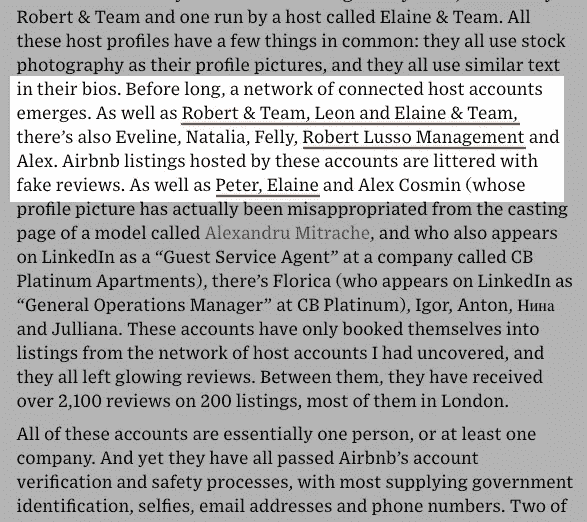 Robert & Team and one run by a host called Elaine & Team. All
these host profiles have a few things in common: they all use stock
photography as their profile pictures, and they all use similar text
in their bios. Before long, a network of connected host accounts
emerges. As well as Robert & Team, Leon and Elaine & Team,
there’s also Eveline, Natalia, Felly, Robert Lusso Management and
Alex. Airbnb listings hosted by these accounts are littered with
fake reviews. As well as Peter, Elaine and Alex Cosmin (whose
profile picture has actually been misappropriated from the casting
page of a model called Alexandru Mitrache, and who also appears
on LinkedIn as a “Guest Service Agent” at a company called CB
Platinum Apartments), there’s Florica (who appears on LinkedIn as
“General Operations Manager” at CB Platinum), Igor, Anton, Нина
and Julliana. These accounts have only booked themselves into
listings from the network of host accounts I had uncovered, and
they all left glowing reviews. Between them, they have received
over 2,100 reviews on 200 listings, most of them in London.
All of these accounts are essentially one person, or at least one
company. And yet they have all passed Airbnb’s account
verification and safety processes, with most supplying government
identification, selfies, email addresses and phone numbers. Two of